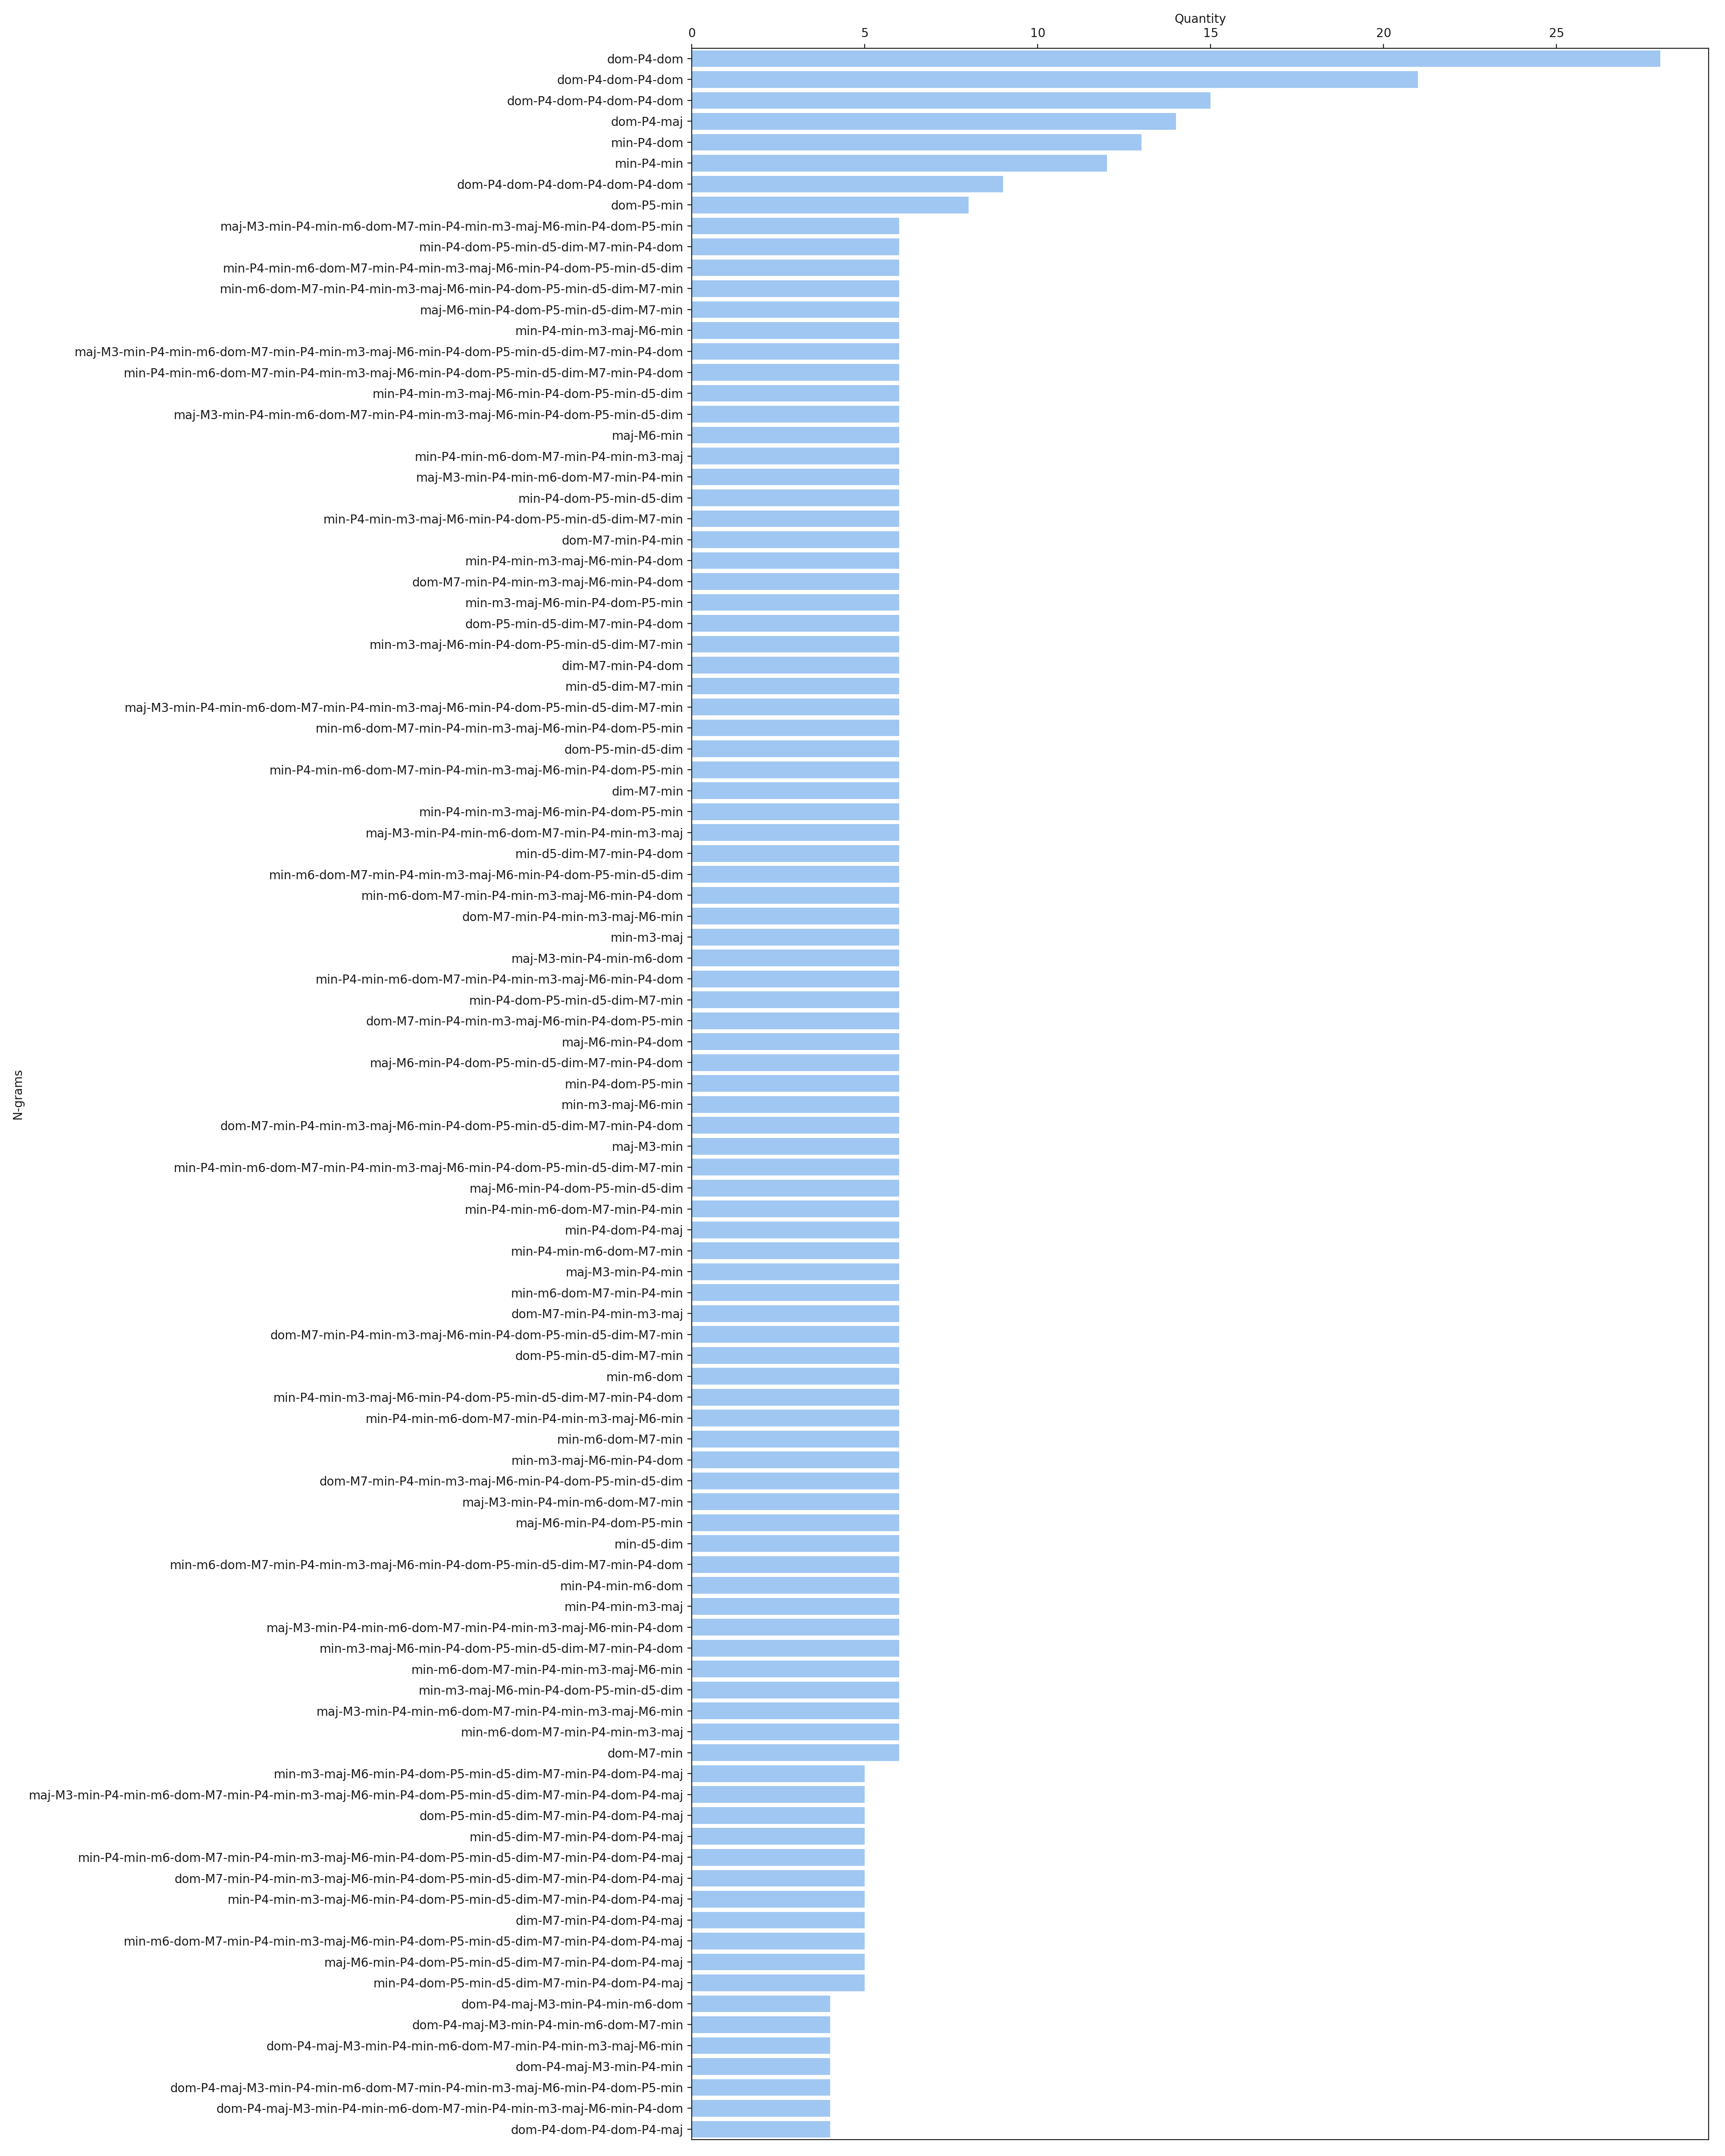 Quantity
0 5 10 15 20 25
dom-P4-dom
dom-P4-dom-P4-dom
dom-P4-dom-P4-dom-P4-dom
dom-P4-maj
min-P4-dom
min-P4-min
dom-P4-dom-P4-dom-P4-dom-P4-dom
dom-P5-min
maj-M3-min-P4-min-m6-dom-M7-min-P4-min-m3-maj-M6-min-P4-dom-P5-min
min-P4-dom-P5-min-d5-dim-M7-min-P4-dom
min-P4-min-m6-dom-M7-min-P4-min-m3-maj-M6-min-P4-dom-P5-min-d5-dim
min-m6-dom-M7-min-P4-min-m3-maj-M6-min-P4-dom-P5-min-d5-dim-M7-min
maj-M6-min-P4-dom-P5-min-d5-dim-M7-min
min-P4-min-m3-maj-M6-min
maj-M3-min-P4-min-m6-dom-M7-min-P4-min-m3-maj-M6-min-P4-dom-P5-min-d5-dim-M7-min-P4-dom
min-P4-min-m6-dom-M7-min-P4-min-m3-maj-M6-min-P4-dom-P5-min-d5-dim-M7-min-P4-dom
min-P4-min-m3-maj-M6-min-P4-dom-P5-min-d5-dim
maj-M3-min-P4-min-m6-dom-M7-min-P4-min-m3-maj-M6-min-P4-dom-P5-min-d5-dim
maj-M6-min
min-P4-min-m6-dom-M7-min-P4-min-m3-maj
maj-M3-min-P4-min-m6-dom-M7-min-P4-min
min-P4-dom-P5-min-d5-dim
min-P4-min-m3-maj-M6-min-P4-dom-P5-min-d5-dim-M7-min
dom-M7-min-P4-min
min-P4-min-m3-maj-M6-min-P4-dom
dom-M7-min-P4-min-m3-maj-M6-min-P4-dom
min-m3-maj-M6-min-P4-dom-P5-min
dom-P5-min-d5-dim-M7-min-P4-dom
min-m3-maj-M6-min-P4-dom-P5-min-d5-dim-M7-min
dim-M7-min-P4-dom
min-d5-dim-M7-min
maj-M3-min-P4-min-m6-dom-M7-min-P4-min-m3-maj-M6-min-P4-dom-P5-min-d5-dim-M7-min
min-m6-dom-M7-min-P4-min-m3-maj-M6-min-P4-dom-P5-min
dom-P5-min-d5-dim
min-P4-min-m6-dom-M7-min-P4-min-m3-maj-M6-min-P4-dom-P5-min
dim-M7-min
min-P4-min-m3-maj-M6-min-P4-dom-P5-min
maj-M3-min-P4-min-m6-dom-M7-min-P4-min-m3-maj
min-d5-dim-M7-min-P4-dom
min-m6-dom-M7-min-P4-min-m3-maj-M6-min-P4-dom-P5-min-d5-dim
min-m6-dom-M7-min-P4-min-m3-maj-M6-min-P4-dom
dom-M7-min-P4-min-m3-maj-M6-min
min-m3-maj
maj-M3-min-P4-min-m6-dom
min-P4-min-m6-dom-M7-min-P4-min-m3-maj-M6-min-P4-dom
min-P4-dom-P5-min-d5-dim-M7-min
dom-M7-min-P4-min-m3-maj-M6-min-P4-dom-P5-min
maj-M6-min-P4-dom
maj-M6-min-P4-dom-P5-min-d5-dim-M7-min-P4-dom
min-P4-dom-P5-min
N-grams
min-m3-maj-M6-min
dom-M7-min-P4-min-m3-maj-M6-min-P4-dom-P5-min-d5-dim-M7-min-P4-dom
maj-M3-min
min-P4-min-m6-dom-M7-min-P4-min-m3-maj-M6-min-P4-dom-P5-min-d5-dim-M7-min
maj-M6-min-P4-dom-P5-min-d5-dim
min-P4-min-m6-dom-M7-min-P4-min
min-P4-dom-P4-maj
min-P4-min-m6-dom-M7-min
maj-M3-min-P4-min
min-m6-dom-M7-min-P4-min
dom-M7-min-P4-min-m3-maj
dom-M7-min-P4-min-m3-maj-M6-min-P4-dom-P5-min-d5-dim-M7-min
dom-P5-min-d5-dim-M7-min
min-m6-dom
min-P4-min-m3-maj-M6-min-P4-dom-P5-min-d5-dim-M7-min-P4-dom
min-P4-min-m6-dom-M7-min-P4-min-m3-maj-M6-min
min-m6-dom-M7-min
min-m3-maj-M6-min-P4-dom
dom-M7-min-P4-min-m3-maj-M6-min-P4-dom-P5-min-d5-dim
maj-M3-min-P4-min-m6-dom-M7-min
maj-M6-min-P4-dom-P5-min
min-d5-dim
min-m6-dom-M7-min-P4-min-m3-maj-M6-min-P4-dom-P5-min-d5-dim-M7-min-P4-dom
min-P4-min-m6-dom
min-P4-min-m3-maj
maj-M3-min-P4-min-m6-dom-M7-min-P4-min-m3-maj-M6-min-P4-dom
min-m3-maj-M6-min-P4-dom-P5-min-d5-dim-M7-min-P4-dom
min-m6-dom-M7-min-P4-min-m3-maj-M6-min
min-m3-maj-M6-min-P4-dom-P5-min-d5-dim
maj-M3-min-P4-min-m6-dom-M7-min-P4-min-m3-maj-M6-min
min-m6-dom-M7-min-P4-min-m3-maj
dom-M7-min
min-m3-maj-M6-min-P4-dom-P5-min-d5-dim-M7-min-P4-dom-P4-maj
maj-M3-min-P4-min-m6-dom-M7-min-P4-min-m3-maj-M6-min-P4-dom-P5-min-d5-dim-M7-min-P4-dom-P4-maj
dom-P5-min-d5-dim-M7-min-P4-dom-P4-maj
min-d5-dim-M7-min-P4-dom-P4-maj
min-P4-min-m6-dom-M7-min-P4-min-m3-maj-M6-min-P4-dom-P5-min-d5-dim-M7-min-P4-dom-P4-maj
dom-M7-min-P4-min-m3-maj-M6-min-P4-dom-P5-min-d5-dim-M7-min-P4-dom-P4-maj
min-P4-min-m3-maj-M6-min-P4-dom-P5-min-d5-dim-M7-min-P4-dom-P4-maj
dim-M7-min-P4-dom-P4-maj
min-m6-dom-M7-min-P4-min-m3-maj-M6-min-P4-dom-P5-min-d5-dim-M7-min-P4-dom-P4-maj
maj-M6-min-P4-dom-P5-min-d5-dim-M7-min-P4-dom-P4-maj
min-P4-dom-P5-min-d5-dim-M7-min-P4-dom-P4-maj
dom-P4-maj-M3-min-P4-min-m6-dom
dom-P4-maj-M3-min-P4-min-m6-dom-M7-min
dom-P4-maj-M3-min-P4-min-m6-dom-M7-min-P4-min-m3-maj-M6-min
dom-P4-maj-M3-min-P4-min
dom-P4-maj-M3-min-P4-min-m6-dom-M7-min-P4-min-m3-maj-M6-min-P4-dom-P5-min
dom-P4-maj-M3-min-P4-min-m6-dom-M7-min-P4-min-m3-maj-M6-min-P4-dom
dom-P4-dom-P4-dom-P4-maj